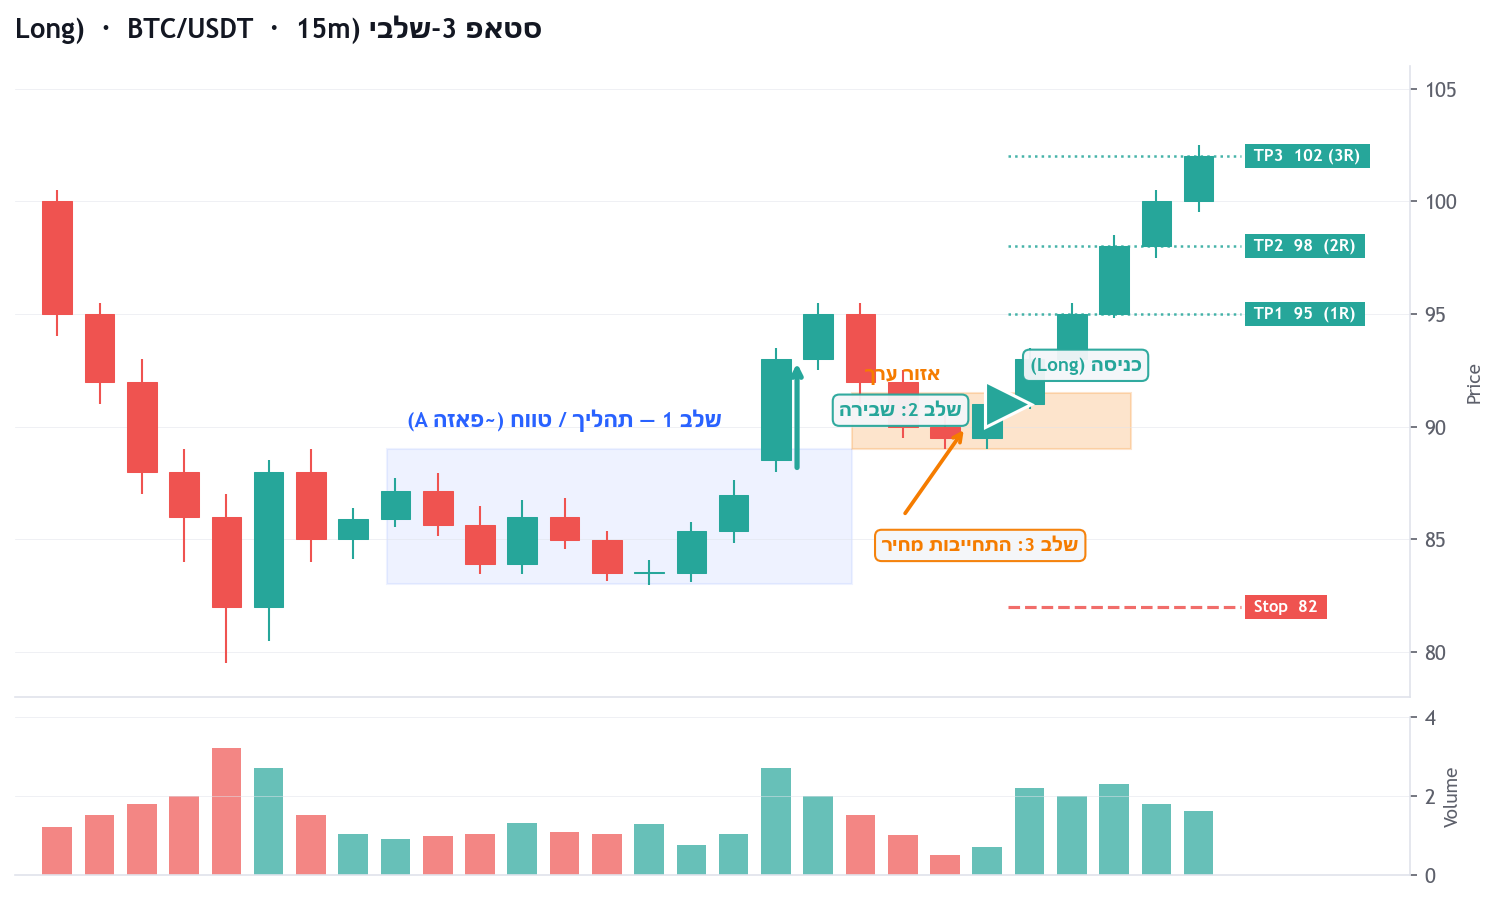 סטאפ 3-שלבי (Long  ·  BTC/USDT  ·  15m)
105
TP3 102 (3R)
100
TP2 98 (2R)
TP1 95 (1R)
95
כניסה (Long)
אזור ערך
Price
שלב 2: שבירה
שלב 1 — תהליך / טווח (~פאזה A)
90
שלב 3: התחייבות מחיר
85
Stop 82
80
4
2
Volume
0